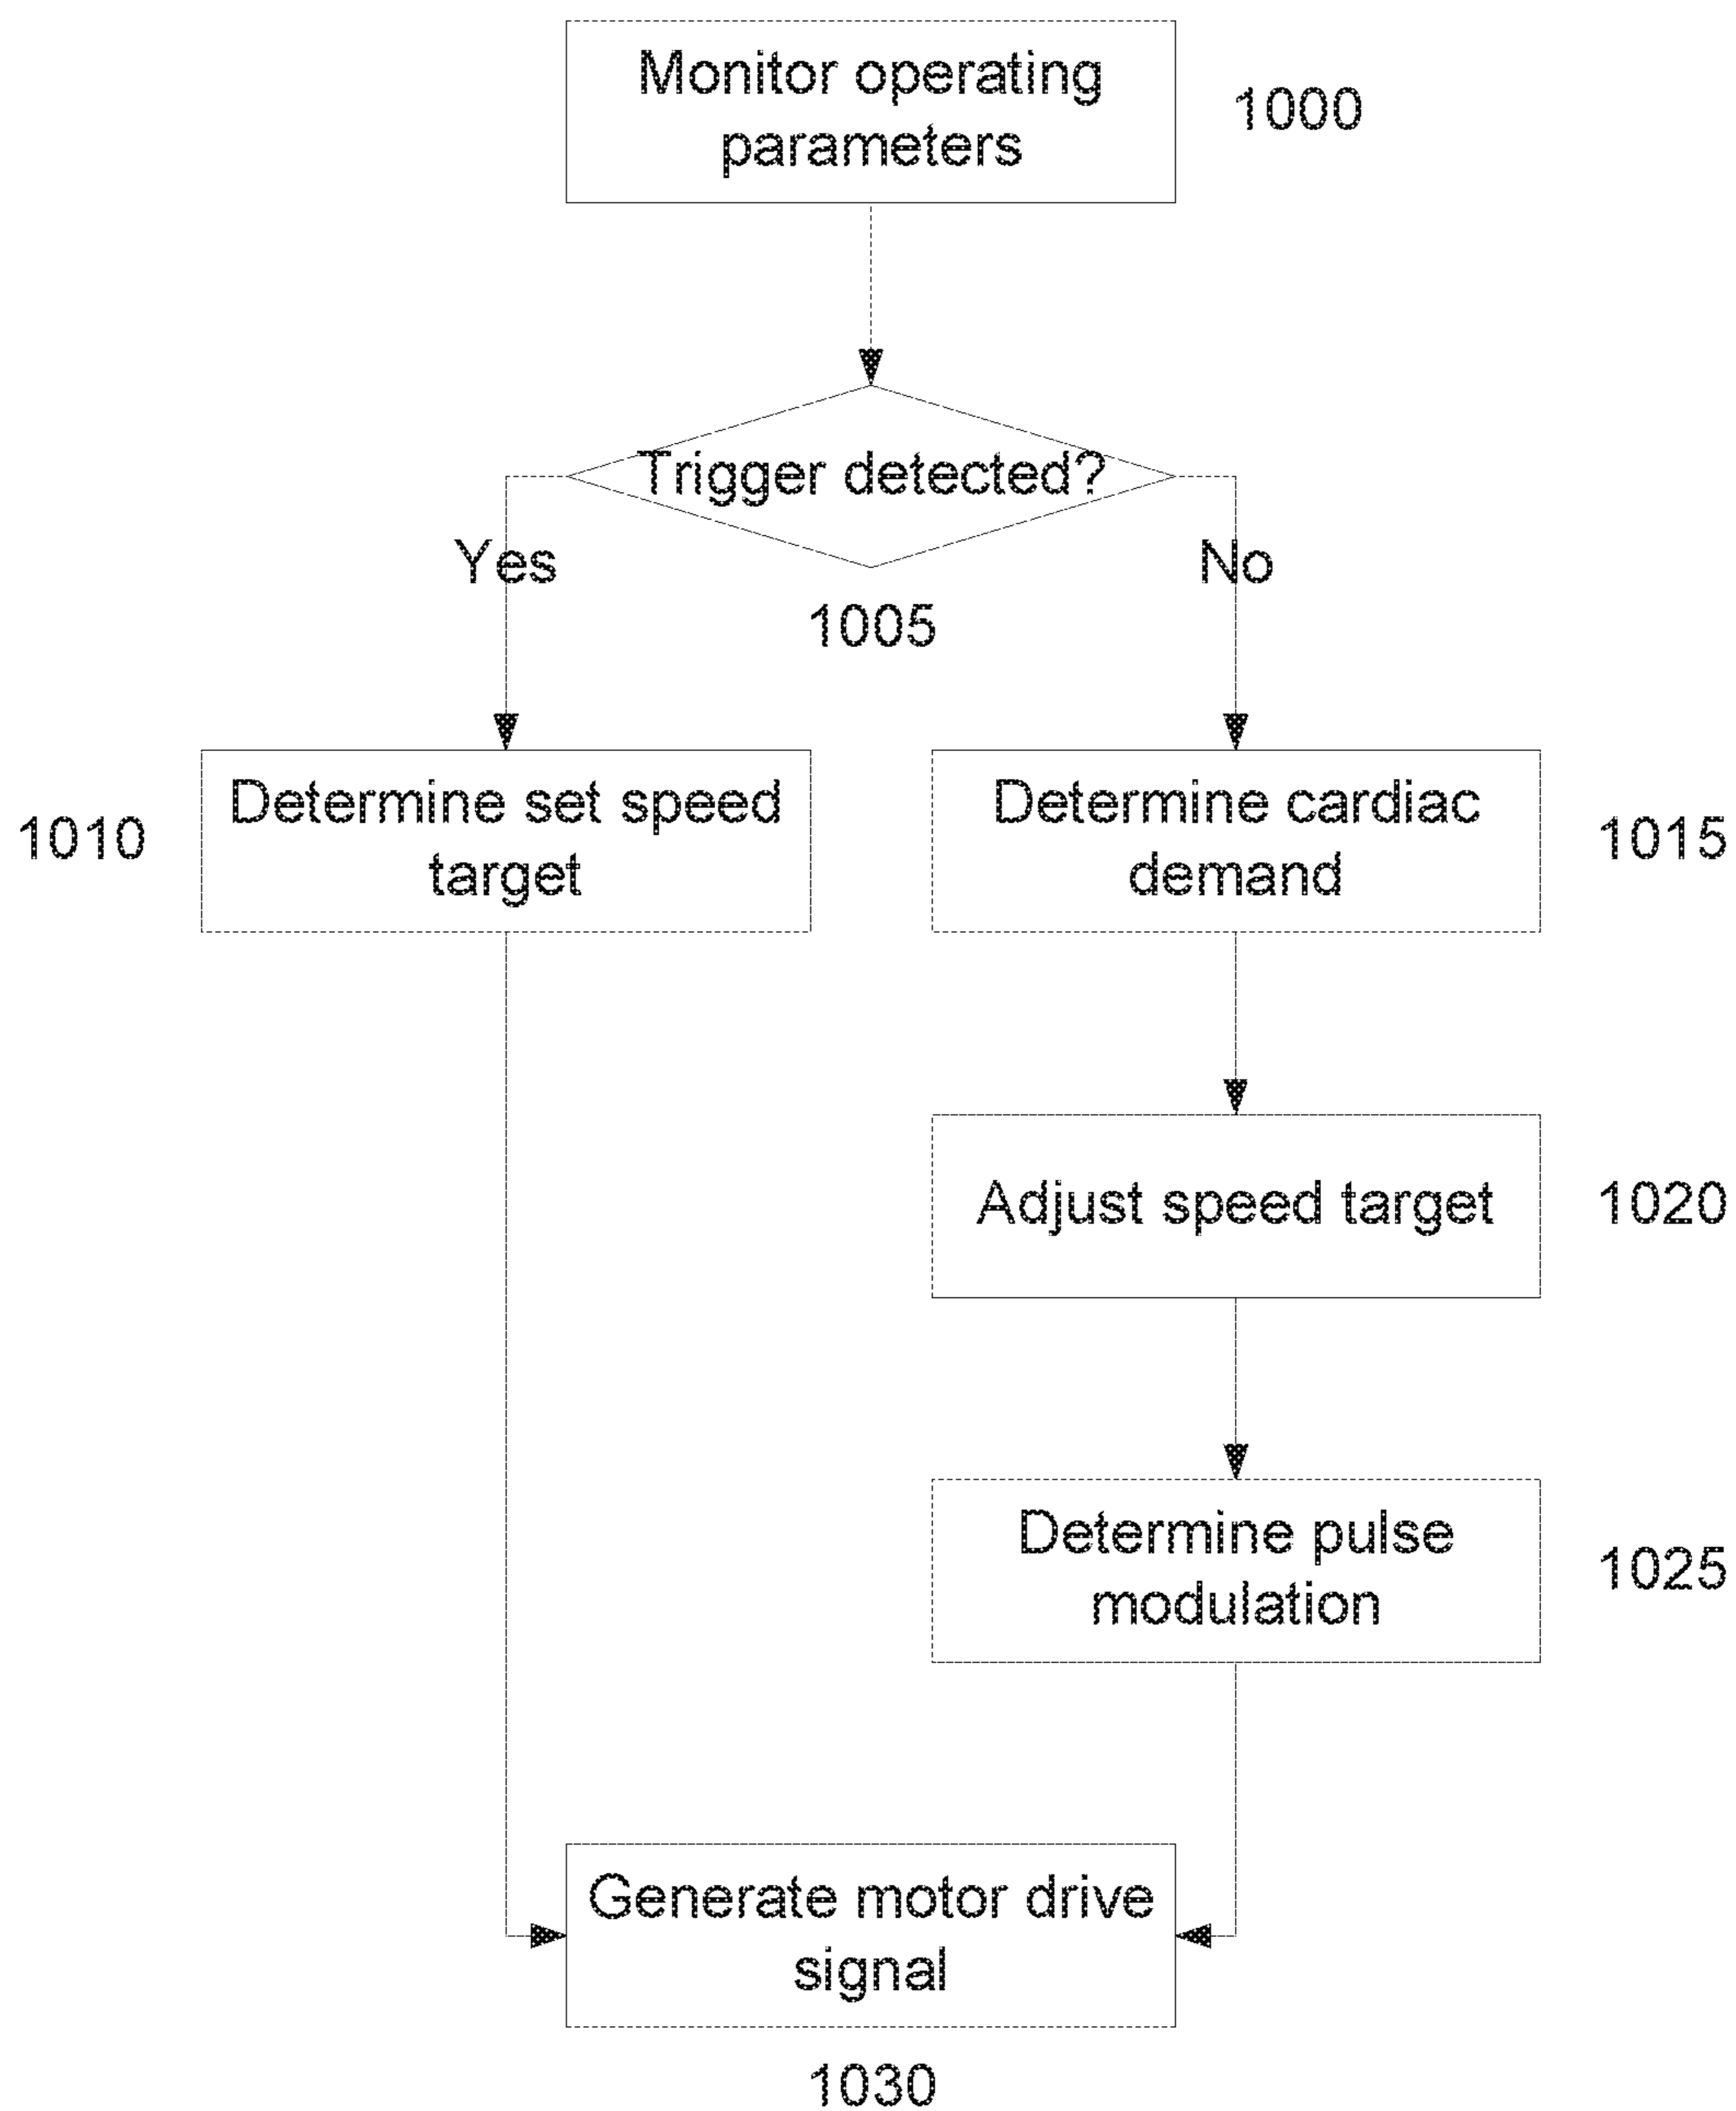 Monitor operating
parameters
1000
Trigger detected?
Yes
No
1005
Determine set speed
target
1010
Determine cardiac
demand
1015
Adjust speed target
1020
Determine pulse
modulation
1025
Generate motor drive
signal
1030